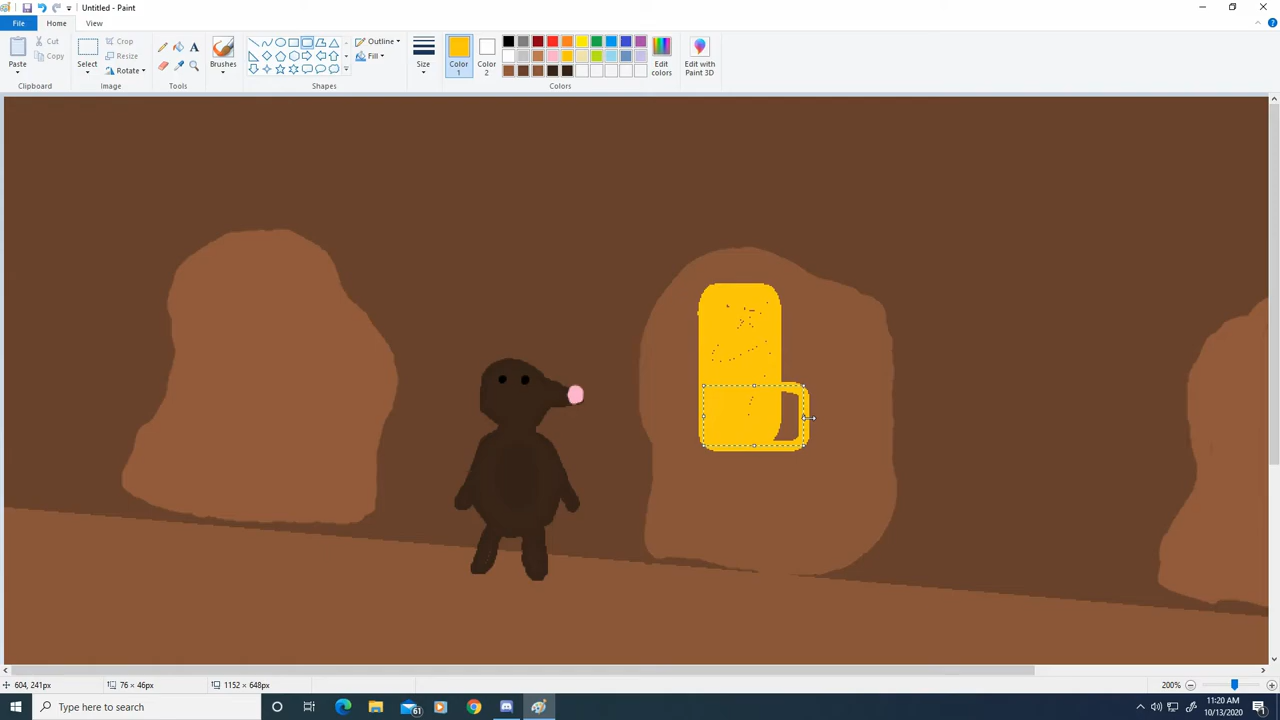 Untitled - Paint
File Home View
Paste
Cut
Copy
Clipboard
Select
Crop
Resize
Rotate
Image
A
Tools
Brushes
Outline
Fill
Shapes
Size
Color 1
Color 2
Edit colors
Colors
Edit with Paint 3D
604, 241px
76 × 46px
1152 × 648px
200%
Type here to search
61
11:20 AM
10/13/2020
1